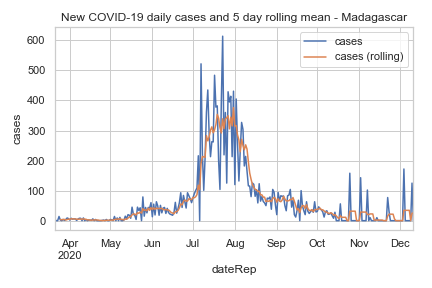 New COVID-19 daily cases and 5 day rolling mean - Madagascar
cases
cases (rolling)
600
500
400
300
200
100
0
cases
Apr May Jun Jul Aug Sep Oct Nov Dec
2020
dateRep